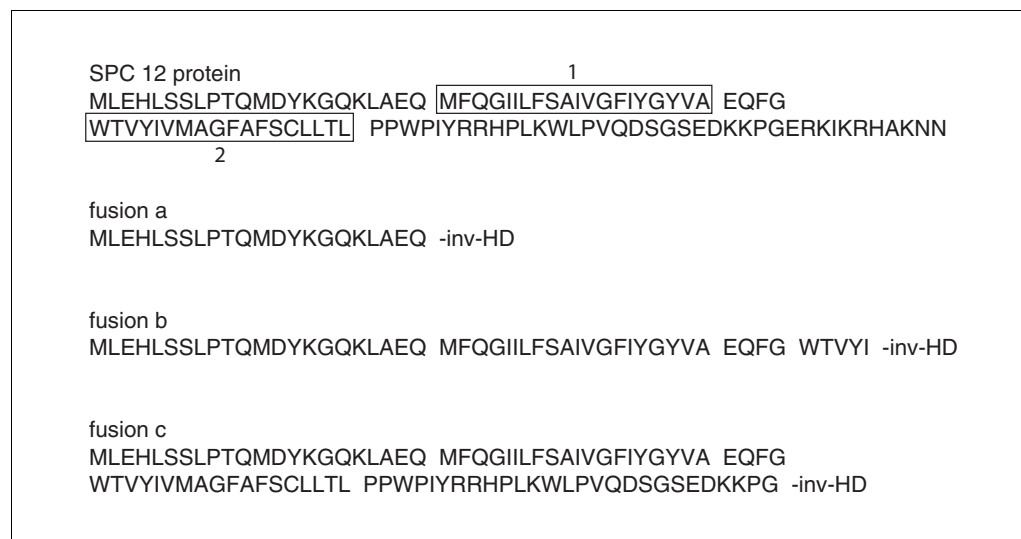 SPC 12 protein 1
MLEHLSSLPTQMDYKGQKLAEQ MFQGIILFSAIVGFIYGYVA EQFG
WTVYIVMAGFAFSCLLTL PPWPIYRRHPLKWLPVQDSGSEDKKPGERKIKRHAKNN
2
fusion a
MLEHLSSLPTQMDYKGQKLAEQ -inv-HD
fusion b
MLEHLSSLPTQMDYKGQKLAEQ MFQGIILFSAIVGFIYGYVA EQFG WTVYI -inv-HD
fusion c
MLEHLSSLPTQMDYKGQKLAEQ MFQGIILFSAIVGFIYGYVA EQFG
WTVYIVMAGFAFSCLLTL PPWPIYRRHPLKWLPVQDSGSEDKKPG -inv-HD